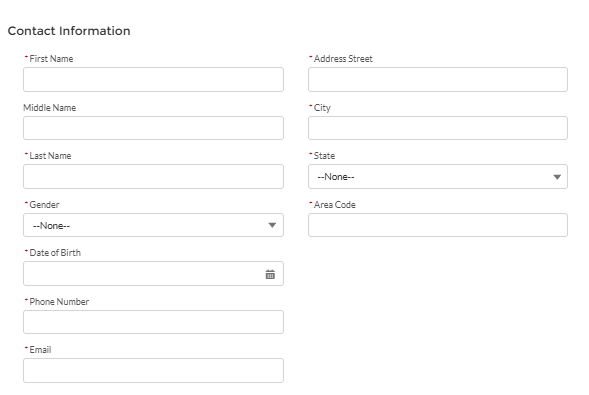 Contact Information
*First Name
Middle Name
*Last Name
*Gender
--None--
*Date of Birth
*Phone Number
*Email
*Address Street
*City
*State
--None--
*Area Code